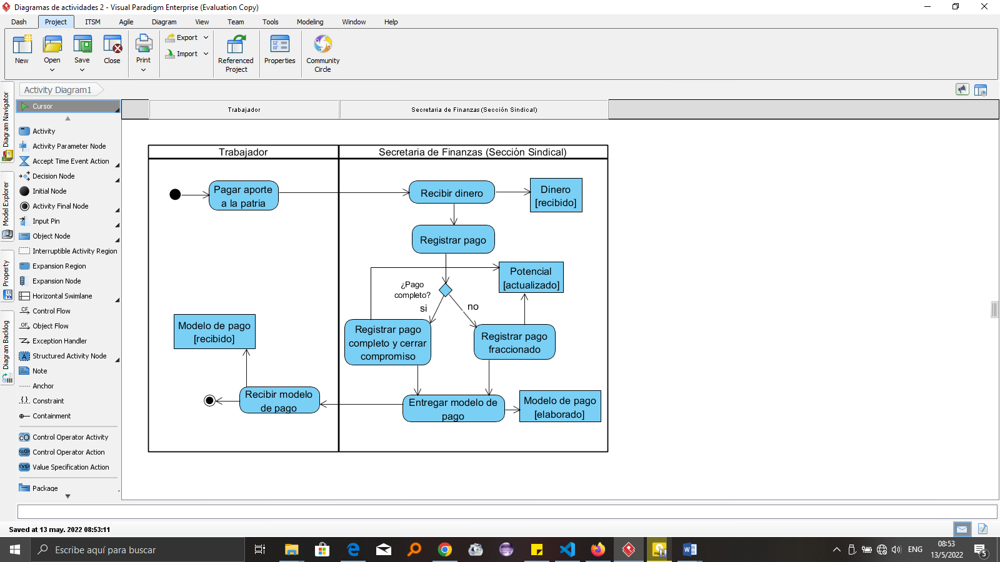 Diagramas de actividades 2 - Visual Paradigm Enterprise (Evaluation Copy)
Dash Project ITSM Agile Diagram View Team Tools Modeling Window Help
New Open Save Close Print Export Import Referenced Project Properties Community Circle
Activity Diagram1
Diagram Navigator
Model Explorer
Property
Diagram Backlog
Cursor
Activity
Activity Parameter Node
Accept Time Event Action
Decision Node
Initial Node
Activity Final Node
Input Pin
Object Node
Interruptible Activity Region
Expansion Region
Expansion Node
Horizontal Swimlane
CF Control Flow
OF Object Flow
Exception Handler
A Structured Activity Node
Note
Anchor
{ } Constraint
Containment
cO Control Operator Activity
<cO> Control Operator Action
<VS> Value Specification Action
Package
Trabajador Secretaria de Finanzas (Sección Sindical)
Trabajador Secretaria de Finanzas (Sección Sindical)
Pagar aporte
a la patria
Recibir dinero
Dinero
[recibido]
Registrar pago
Potencial
[actualizado]
¿Pago
completo?
si
no
Modelo de pago
[recibido]
Registrar pago
completo y cerrar
compromiso
Registrar pago
fraccionado
Recibir modelo
de pago
Entregar modelo de
pago
Modelo de pago
[elaborado]
Saved at 13 may. 2022 08:53:11
Escribe aquí para buscar
ENG
08:53
13/5/2022
5